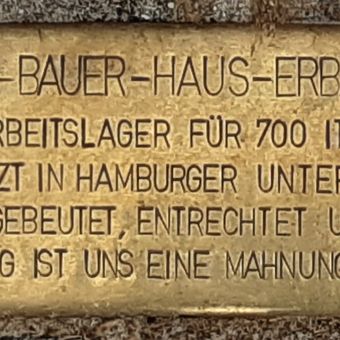 -BAUER-HAUS-ERB
RBEITSLAGER FÜR 700 IT
ZT IN HAMBURGER UNTER
GEBEUTET, ENTRECHTET U
G IST UNS EINE MAHNUNG